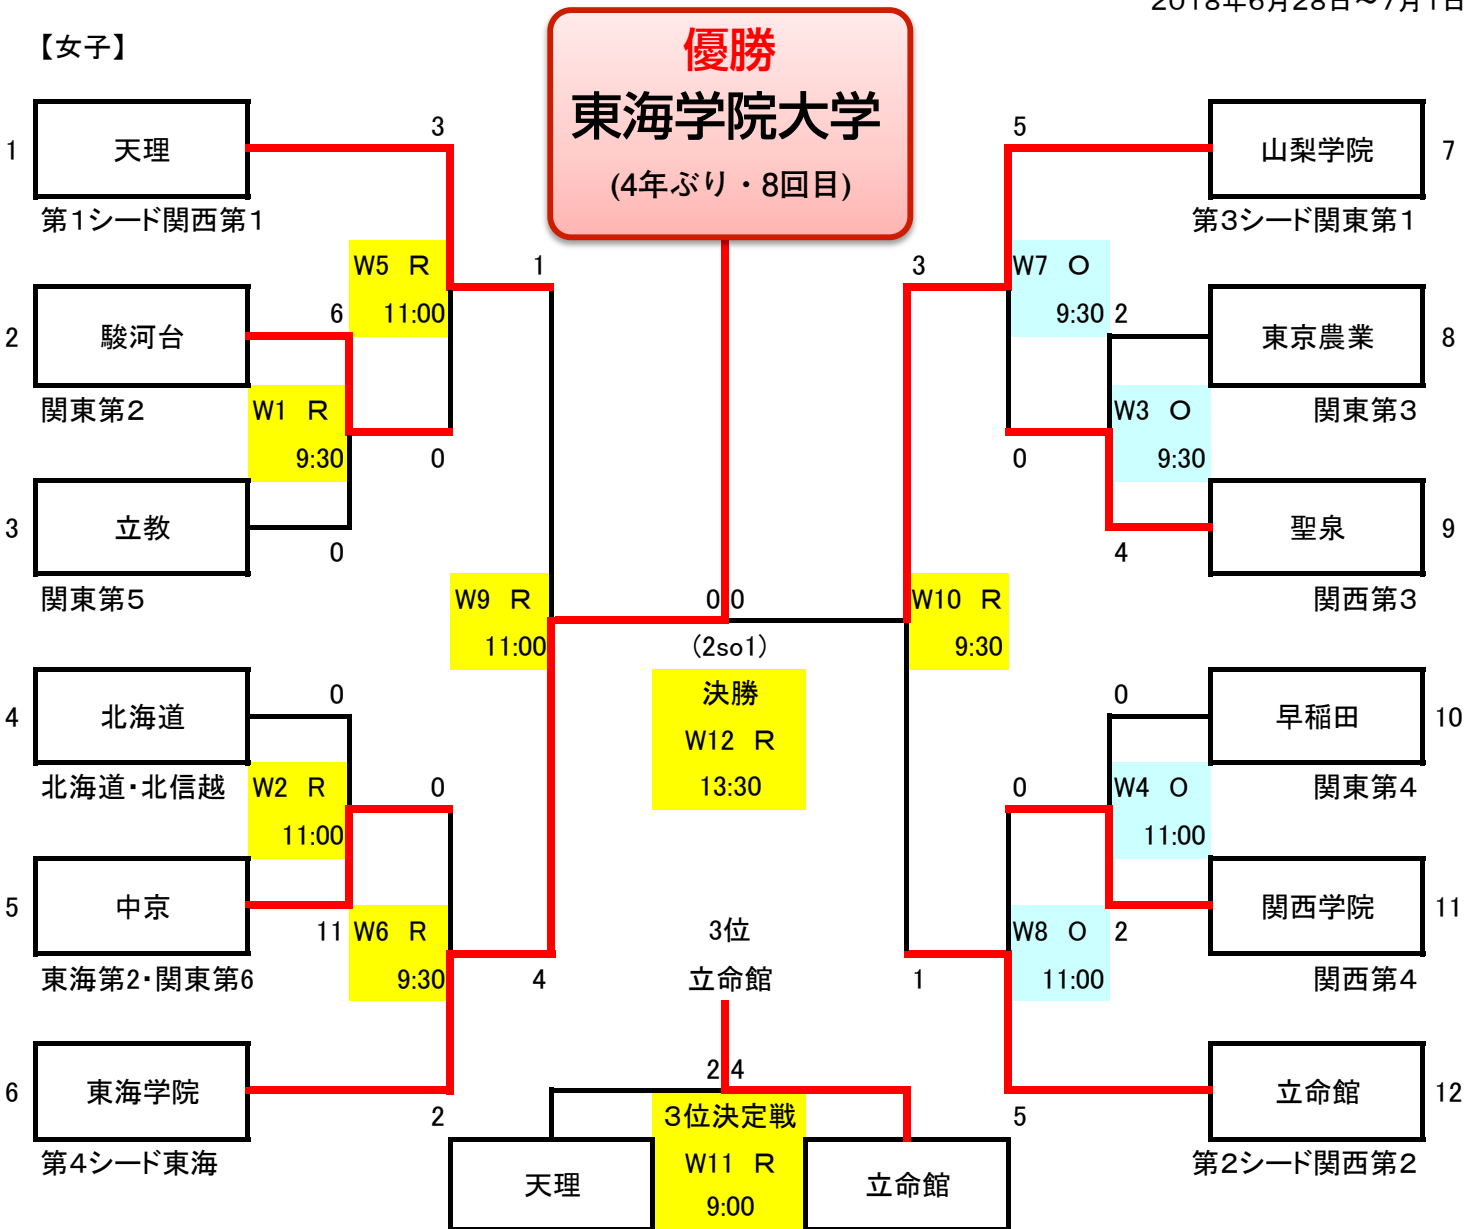 2018年6月28日～7月1日
【女子】
優勝
東海学院大学
(4年ぶり・8回目)
1
天理
3
第1シード関西第1
W5 R
11:00
1
2
駿河台
6
関東第2
W1 R
9:30
0
3
立教
0
関東第5
W9 R
11:00
4
北海道
0
北海道・北信越
W2 R
11:00
0
5
中京
11
東海第2・関東第6
W6 R
9:30
4
6
東海学院
2
第4シード東海
0 0
(2so1)
決勝
W12 R
13:30
3位
立命館
2 4
3位決定戦
W11 R
9:00
天理
立命館
5
山梨学院
7
第3シード関東第1
3
W7 O
9:30
2
東京農業
8
関東第3
W3 O
9:30
0
聖泉
9
4
関西第3
W10 R
9:30
0
早稲田
10
関東第4
0
W4 O
11:00
関西学院
11
2
関西第4
W8 O
11:00
1
立命館
12
5
第2シード関西第2